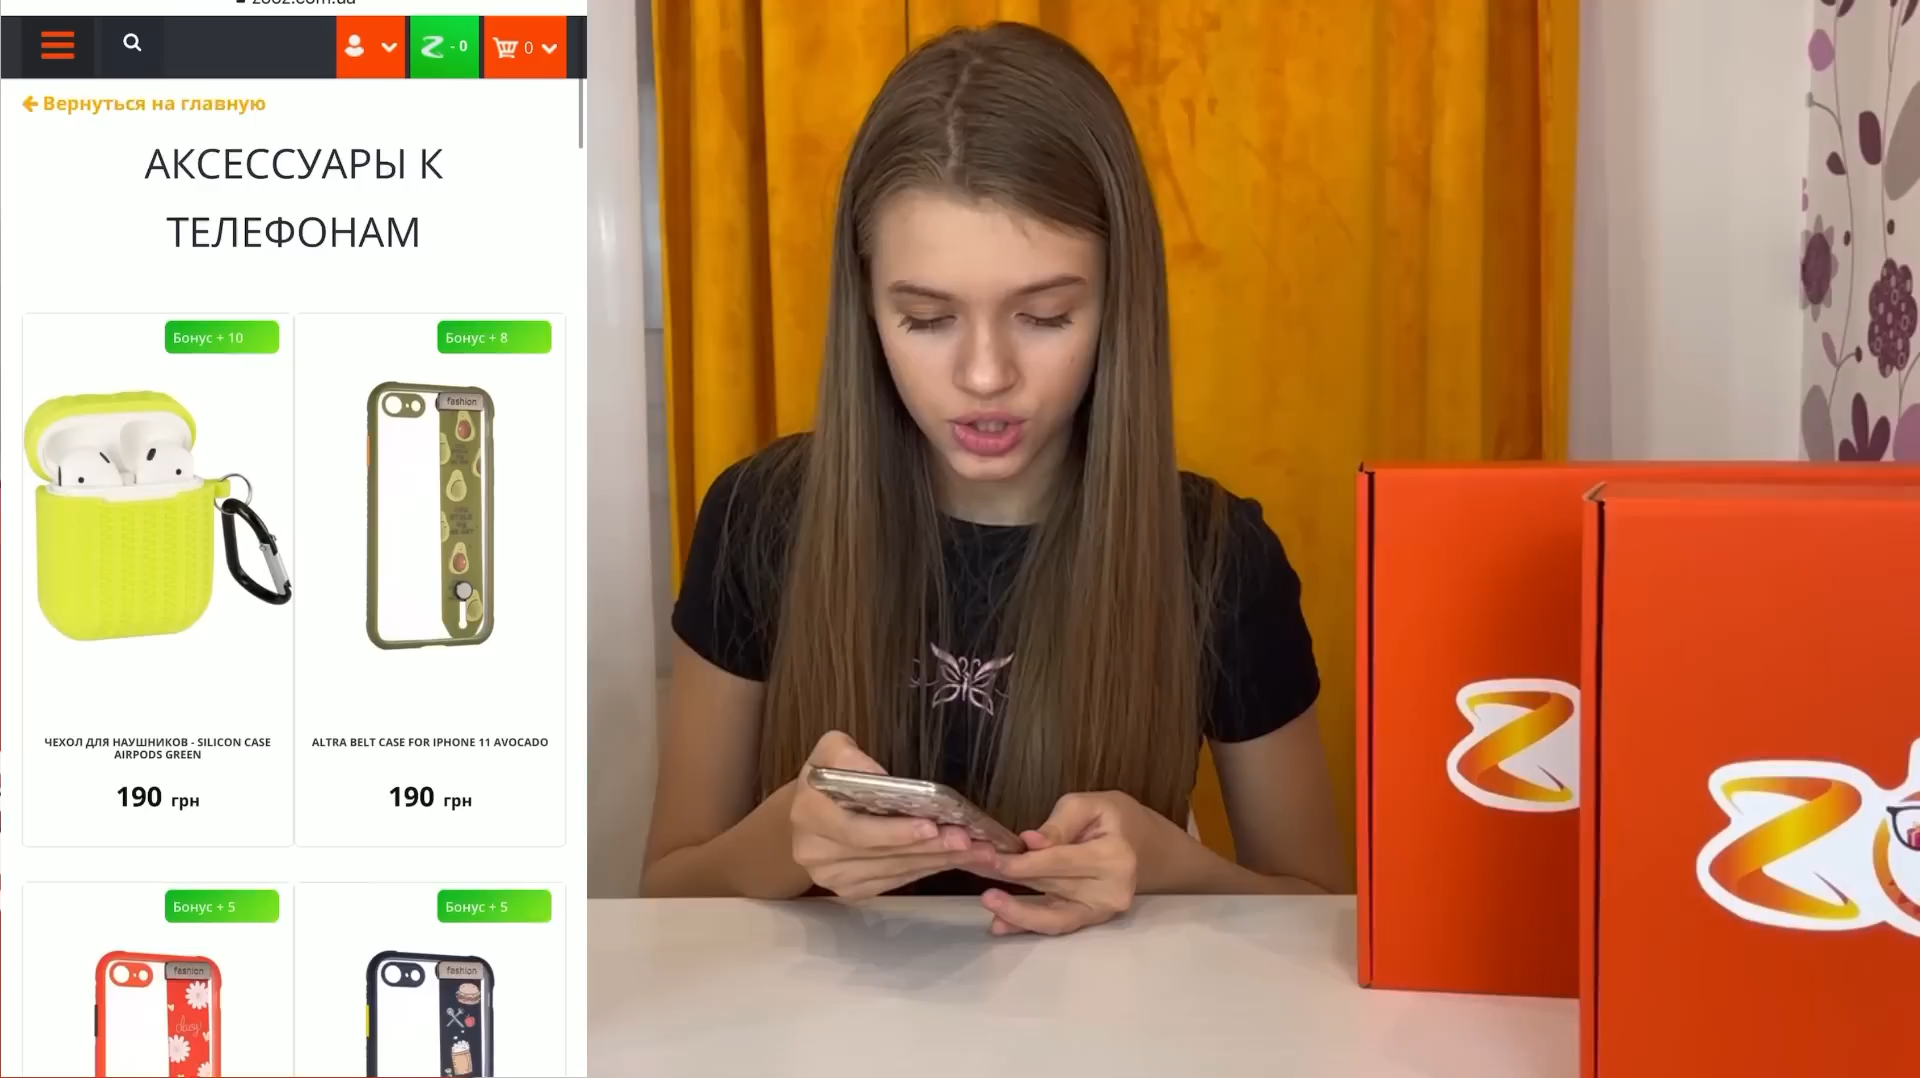 - 0
0
Вернуться на главную
АКСЕССУАРЫ К
ТЕЛЕФОНАМ
Бонус + 10
Бонус + 8
fashion
ЧЕХОЛ ДЛЯ НАУШНИКОВ - SILICON CASE
AIRPODS GREEN
ALTRA BELT CASE FOR IPHONE 11 AVOCADO
190 грн
190 грн
Бонус + 5
Бонус + 5
fashion
fashion
daisy